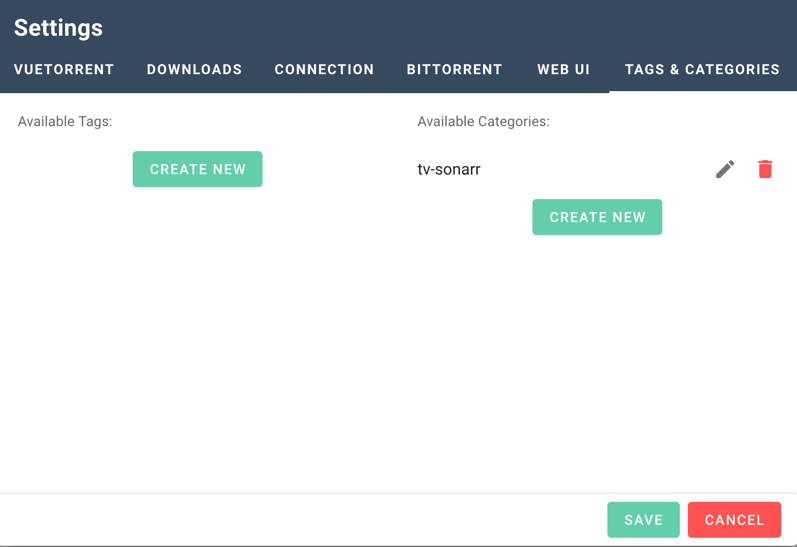 Settings
VUETORRENT DOWNLOADS CONNECTION BITTORRENT WEB UI TAGS & CATEGORIES
Available Tags: Available Categories:
CREATE NEW tv-sonarr
CREATE NEW
SAVE CANCEL